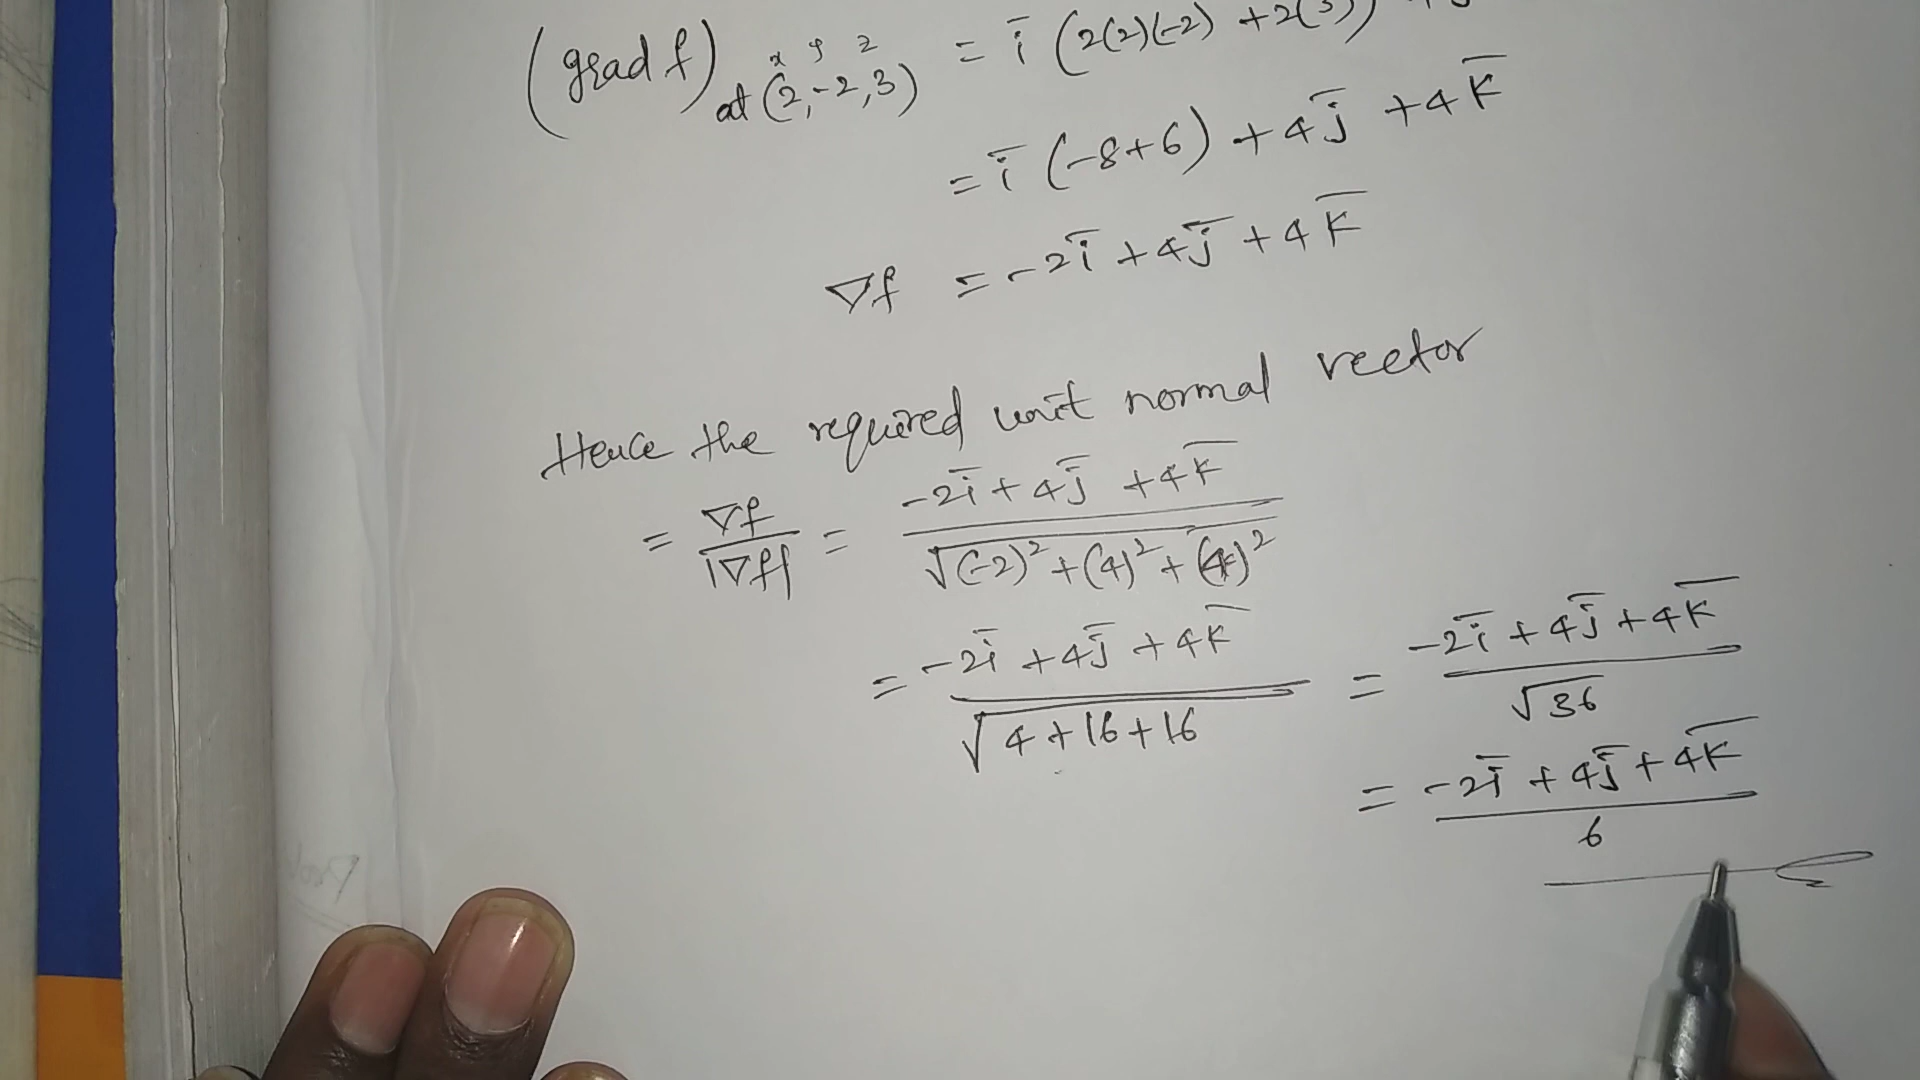 (grad f) at (2,-2,3) = i̅ (2(2)(-2) + 2(3)) +
x y z
= i̅ (-8+6) + 4j̅ + 4k̅
∇f = -2i̅ + 4j̅ + 4k̅
Hence the required unit normal vector
= ∇f / |∇f| = -2i̅ + 4j̅ + 4k̅ / √(-2)² + (4)² + (4)²
= -2i̅ + 4j̅ + 4k̅ / √4+16+16 = -2i̅ + 4j̅ + 4k̅ / √36
= -2i̅ + 4j̅ + 4k̅ / 6